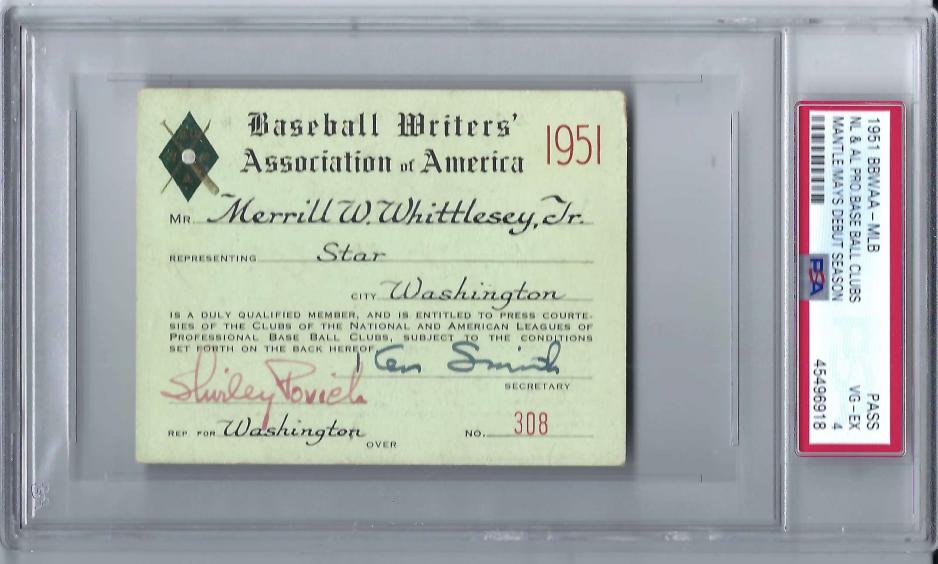 Baseball Writers'
Association of America
1951
MR. Merrill W. Whittlesey, Jr.
REPRESENTING Star
CITY Washington
IS A DULY QUALIFIED MEMBER, AND IS ENTITLED TO PRESS COURTE-
SIES OF THE CLUBS OF THE NATIONAL AND AMERICAN LEAGUES OF
PROFESSIONAL BASE BALL CLUBS, SUBJECT TO THE CONDITIONS
SET FORTH ON THE BACK HEREOF.
Ken Smith
SECRETARY
Shirley Povich
REP FOR Washington
OVER
NO. 308
1951 BBWAA - MLB
NL & AL PRO BASE BALL CLUBS
MANTLE/MAYS DEBUT SEASON
PSA
PASS
VG-EX
4
45496918